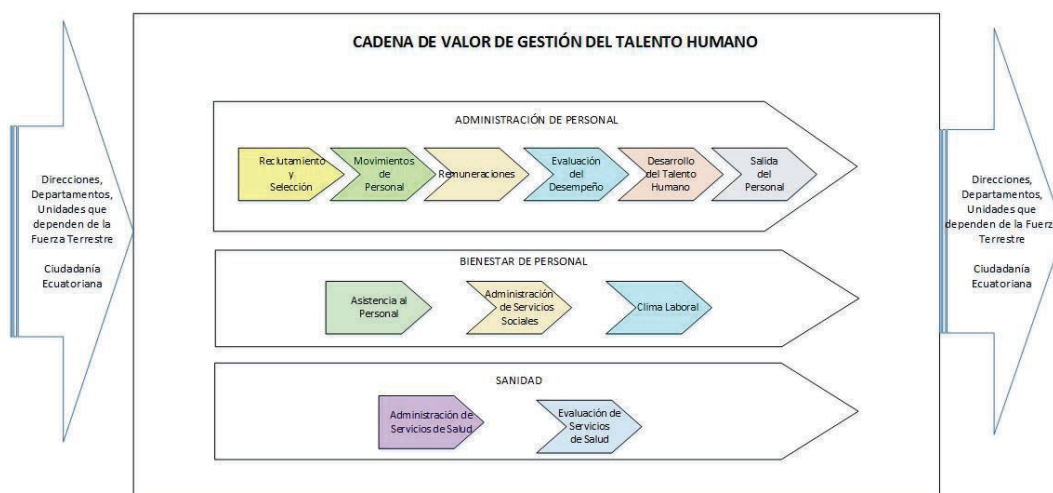 CADENA DE VALOR DE GESTIÓN DEL TALENTO HUMANO
Direcciones,
Departamentos,
Unidades que
dependen de la
Fuerza Terrestre
Ciudadanía
Ecuatoriana
ADMINISTRACIÓN DE PERSONAL
Reclutamiento
y
Selección
Movimientos
de
Personal
Remuneraciones
Evaluación
del
Desempeño
Desarrollo
del Talento
Humano
Salida
del
Personal
BIENESTAR DE PERSONAL
Asistencia al
Personal
Administración
de Servicios
Sociales
Clima Laboral
SANIDAD
Administración de
Servicios de Salud
Evaluación de
Servicios
de Salud
Direcciones,
Departamentos,
Unidades que
dependen de la Fuerza
Terrestre
Ciudadanía
Ecuatoriana